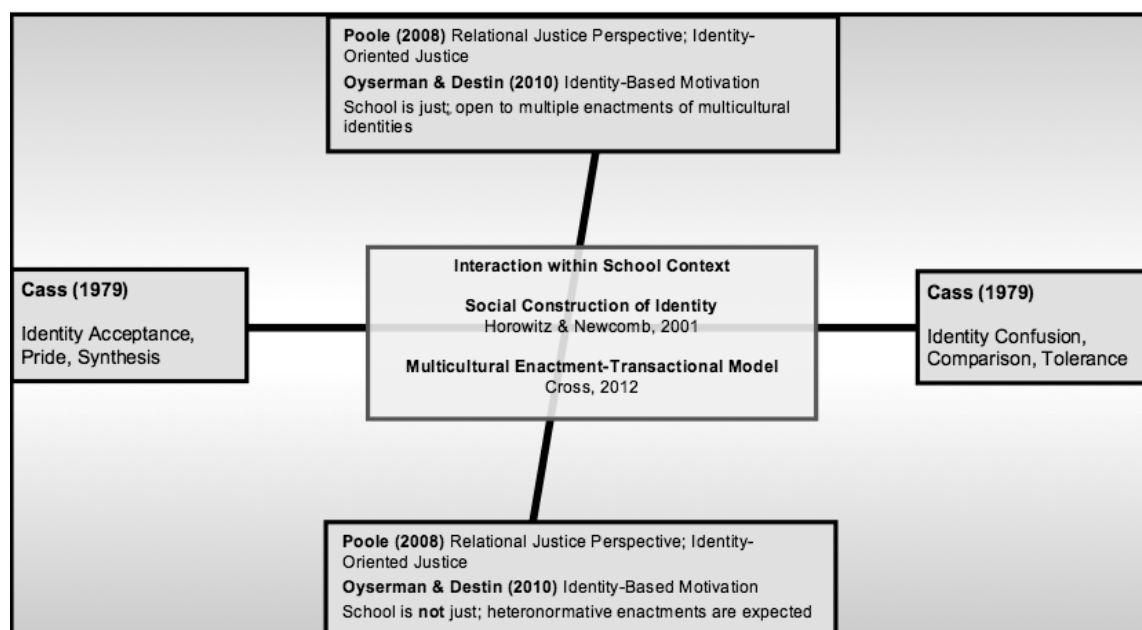 Poole (2008) Relational Justice Perspective; Identity-
Oriented Justice
Oyserman & Destin (2010) Identity-Based Motivation
School is just; open to multiple enactments of multicultural
identities
Cass (1979)
Identity Acceptance,
Pride, Synthesis
Interaction within School Context
Social Construction of Identity
Horowitz & Newcomb, 2001
Multicultural Enactment-Transactional Model
Cross, 2012
Cass (1979)
Identity Confusion,
Comparison, Tolerance
Poole (2008) Relational Justice Perspective; Identity-
Oriented Justice
Oyserman & Destin (2010) Identity-Based Motivation
School is not just; heteronormative enactments are expected